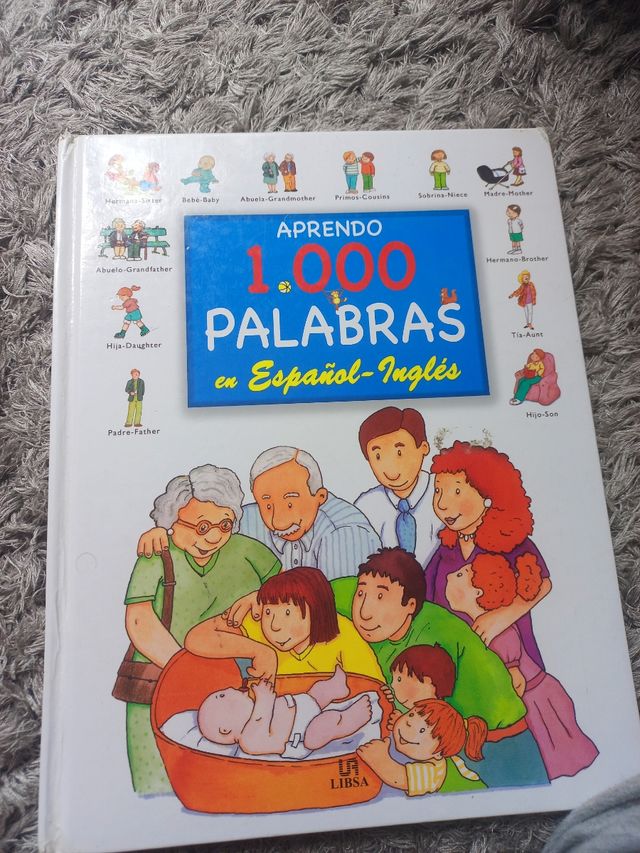 Hermana-Sister
Bebé-Baby
Abuela-Grandmother
Primos-Cousins
Sobrina-Niece
Madre-Mother
Abuelo-Grandfather
Hermano-Brother
Hija-Daughter
Tía-Aunt
Padre-Father
Hijo-Son
APRENDO
1.000
PALABRAS
en Español-Inglés
LIBSA